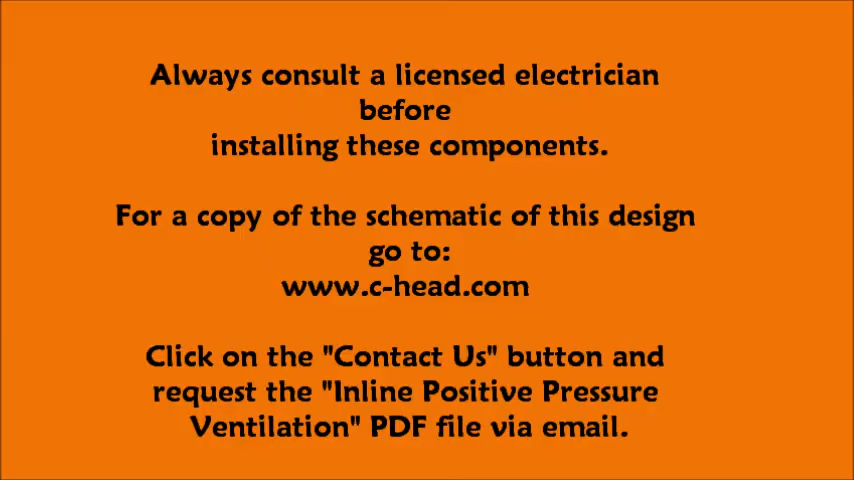 Always consult a licensed electrician
before
installing these components.
For a copy of the schematic of this design
go to:
www.c-head.com
Click on the "Contact Us" button and
request the "Inline Positive Pressure
Ventilation" PDF file via email.